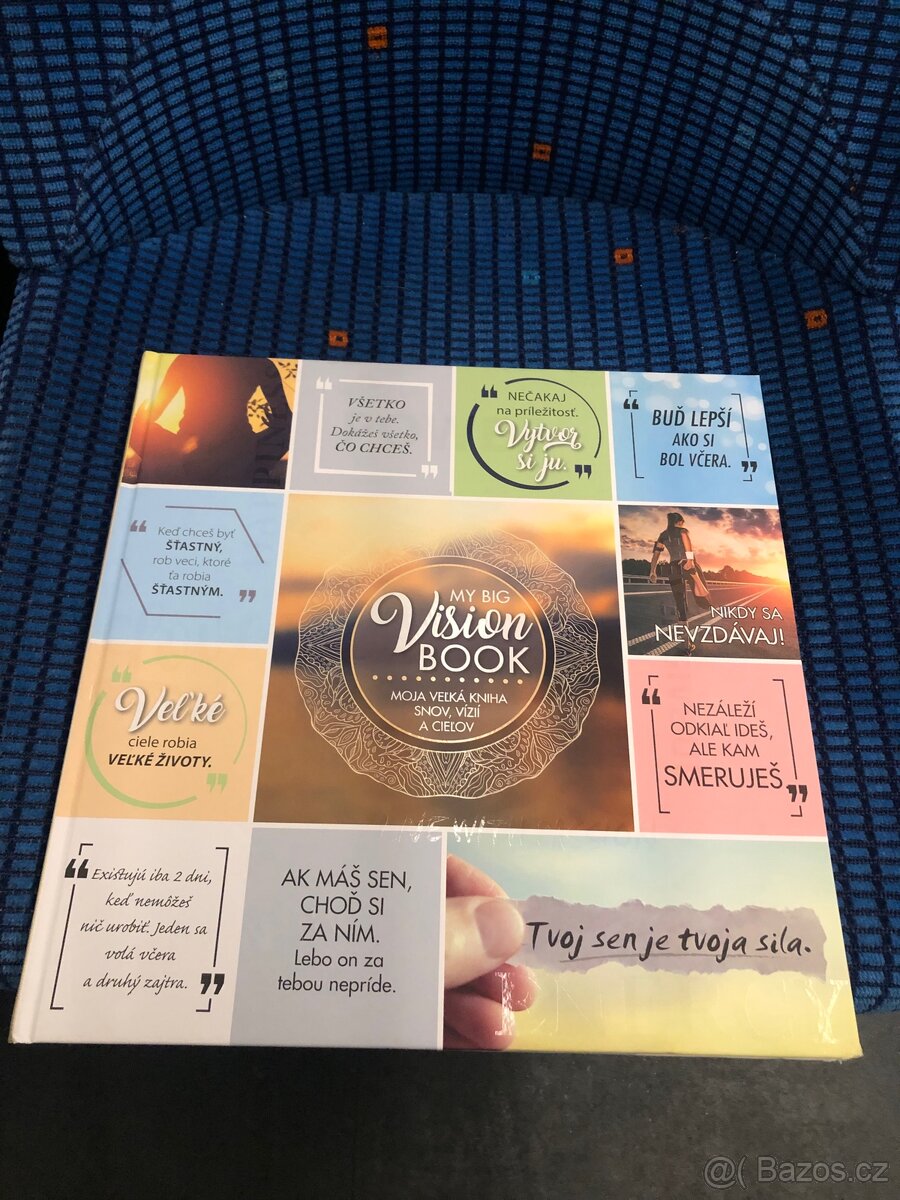 VŠETKO
je v tebe.
Dokážeš všetko,
ČO CHCEŠ.
NEČAKAJ
na príležitosť.
Vytvor
si ju.
BUĎ LEPŠÍ
AKO SI
BOL VČERA.
Keď chceš byť
ŠŤASTNÝ,
rob veci, ktoré
ťa robia
ŠŤASTNÝM.
MY BIG
Vision
BOOK
MOJA VEĽKÁ KNIHA
SNOV, VÍZIÍ
A CIEĽOV
NIKDY SA
NEVZDÁVAJ!
Veľké
ciele robia
VEĽKÉ ŽIVOTY.
NEZÁLEŽÍ
ODKIAĽ IDEŠ,
ALE KAM
SMERUJEŠ
Existujú iba 2 dni,
keď nemôžeš
nič urobiť. Jeden sa
volá včera
a druhý zajtra.
AK MÁŠ SEN,
CHOĎ SI
ZA NÍM.
Lebo on za
tebou nepríde.
Tvoj sen je tvoja sila.
@( Bazos.cz